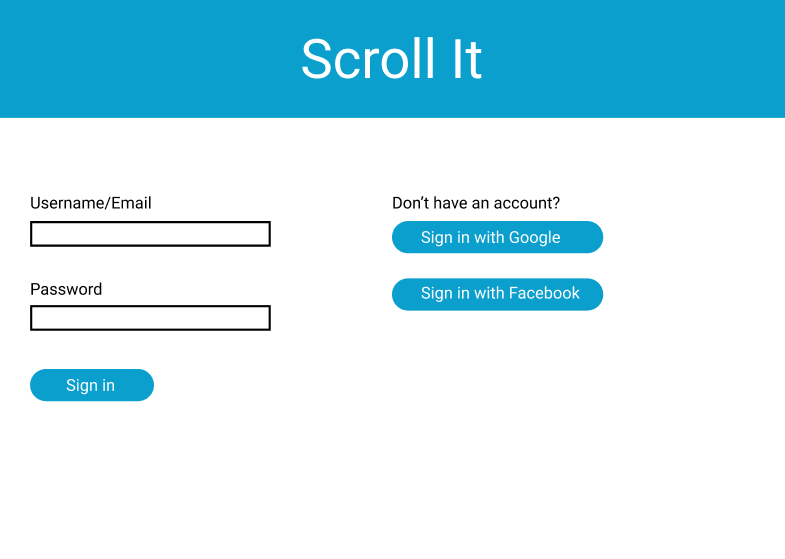 Scroll It
Username/Email
Password
Sign in
Don’t have an account?
Sign in with Google
Sign in with Facebook